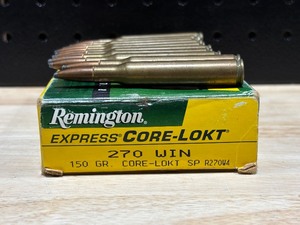 Remington
EXPRESS CORE-LOKT
270 WIN
150 GR. CORE-LOKT SP R270W4